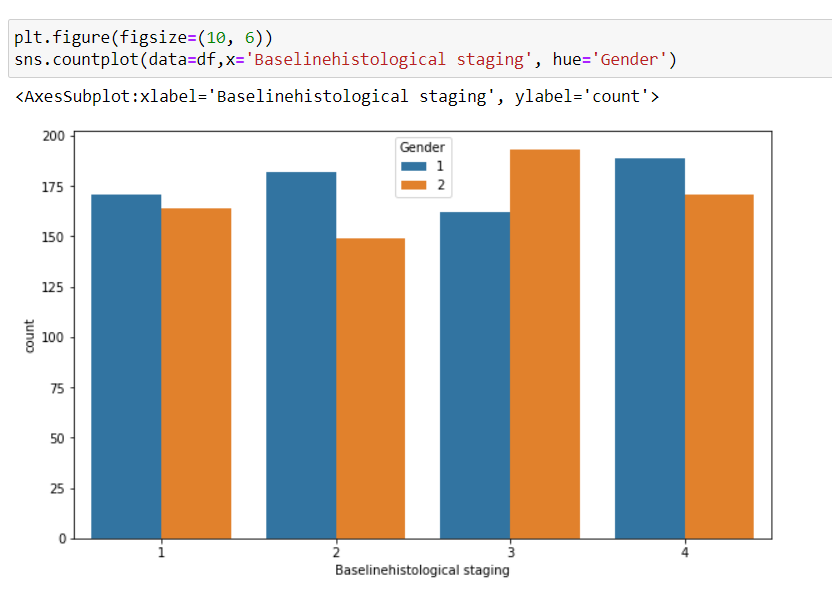 plt.figure(figsize=(10, 6))
sns.countplot(data=df,x='Baselinehistological staging', hue='Gender')
<AxesSubplot:xlabel='Baselinehistological staging', ylabel='count'>
200
175
150
125
100
75
50
25
0
count
Gender
1
2
1 2 3 4
Baselinehistological staging